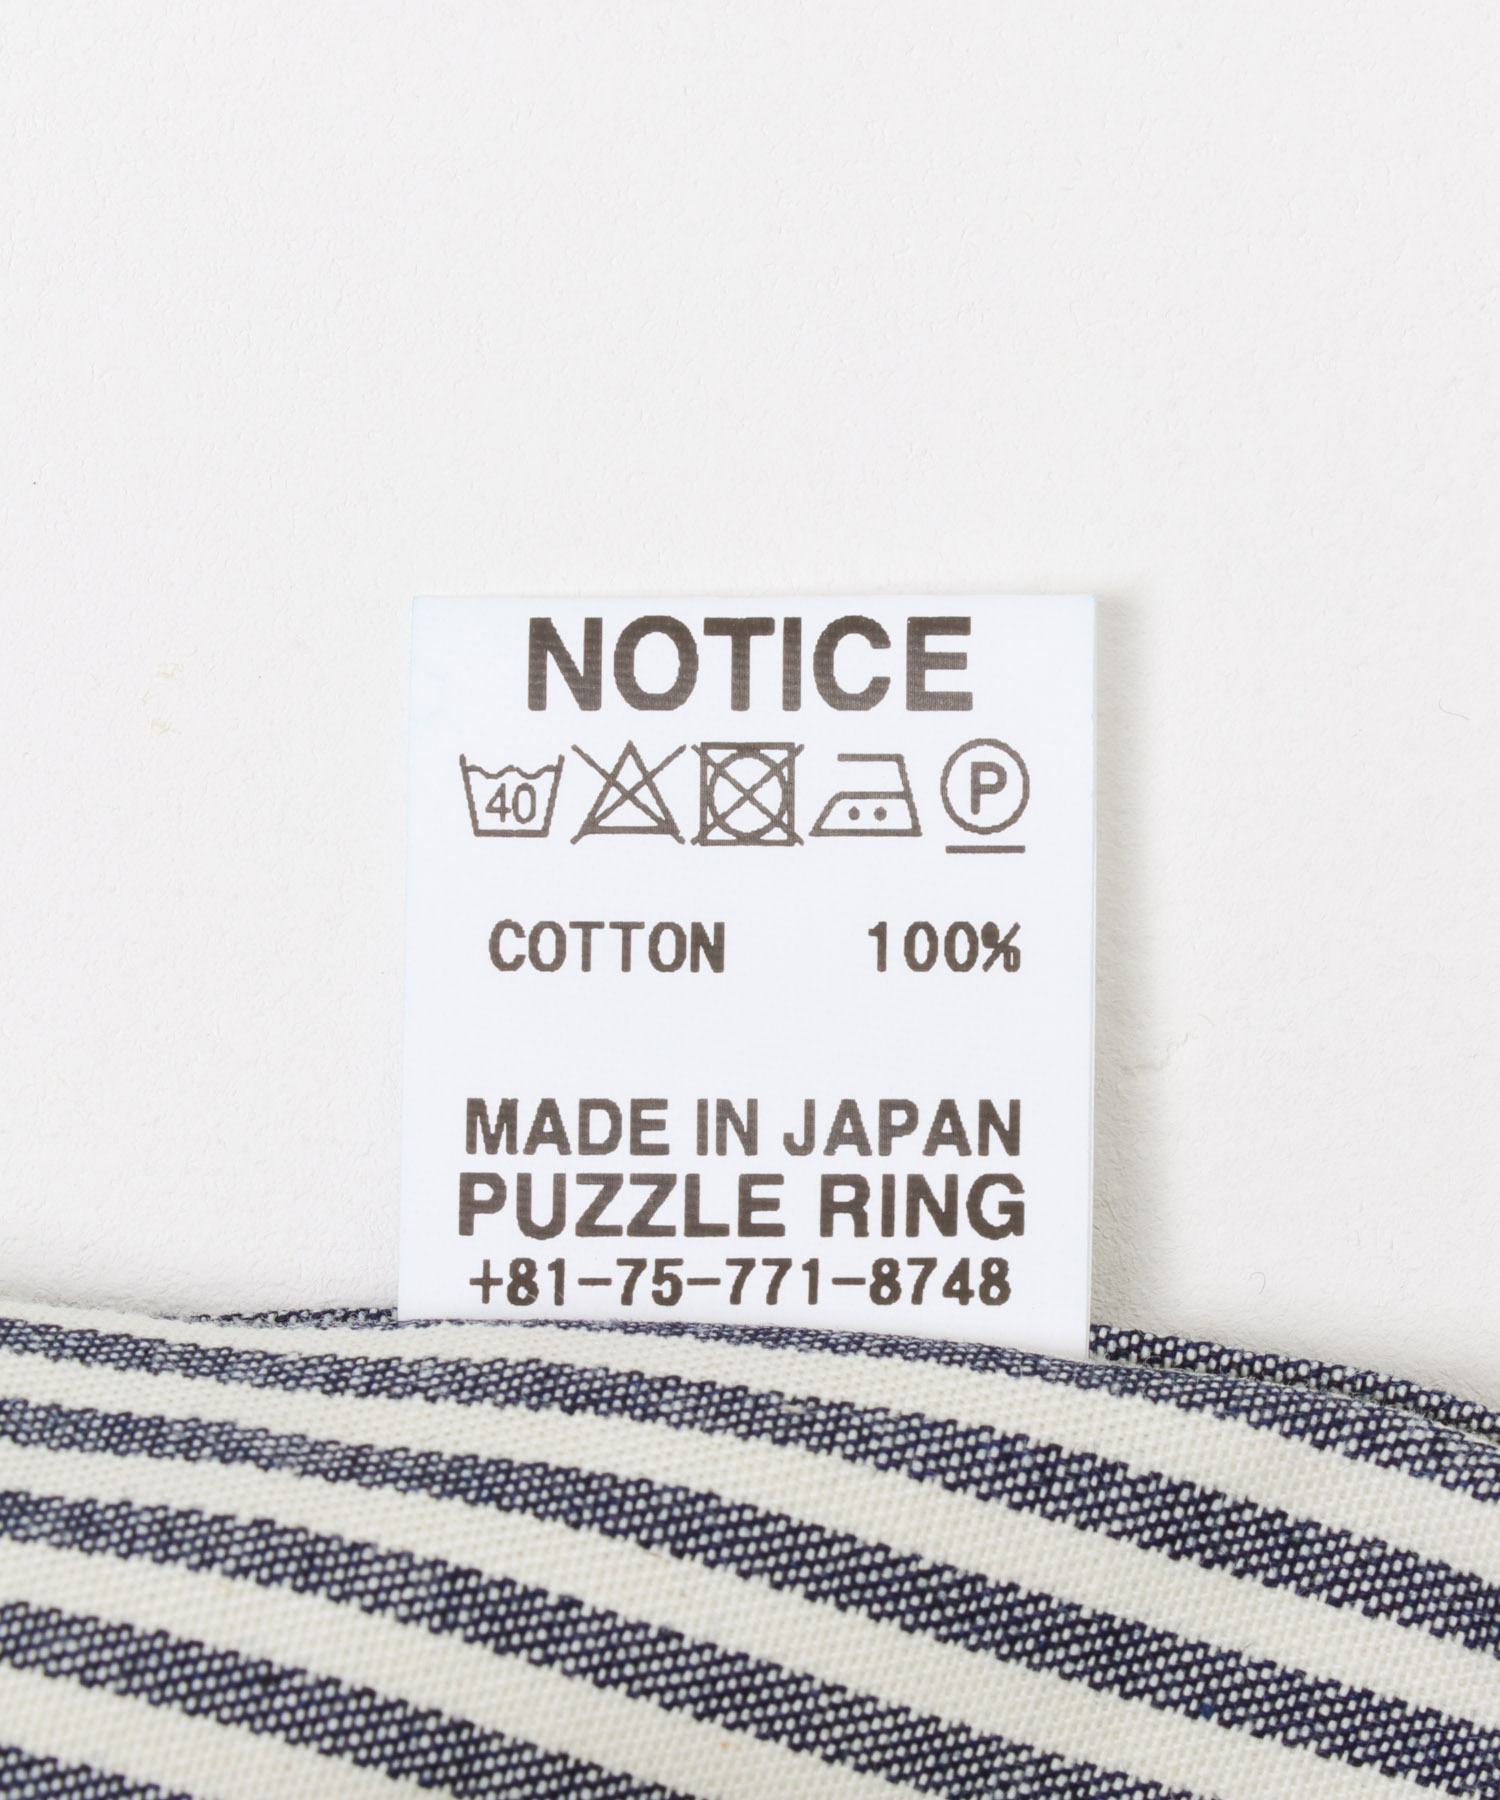 NOTICE
40 P
COTTON 100%
MADE IN JAPAN
PUZZLE RING
+81-75-771-8748